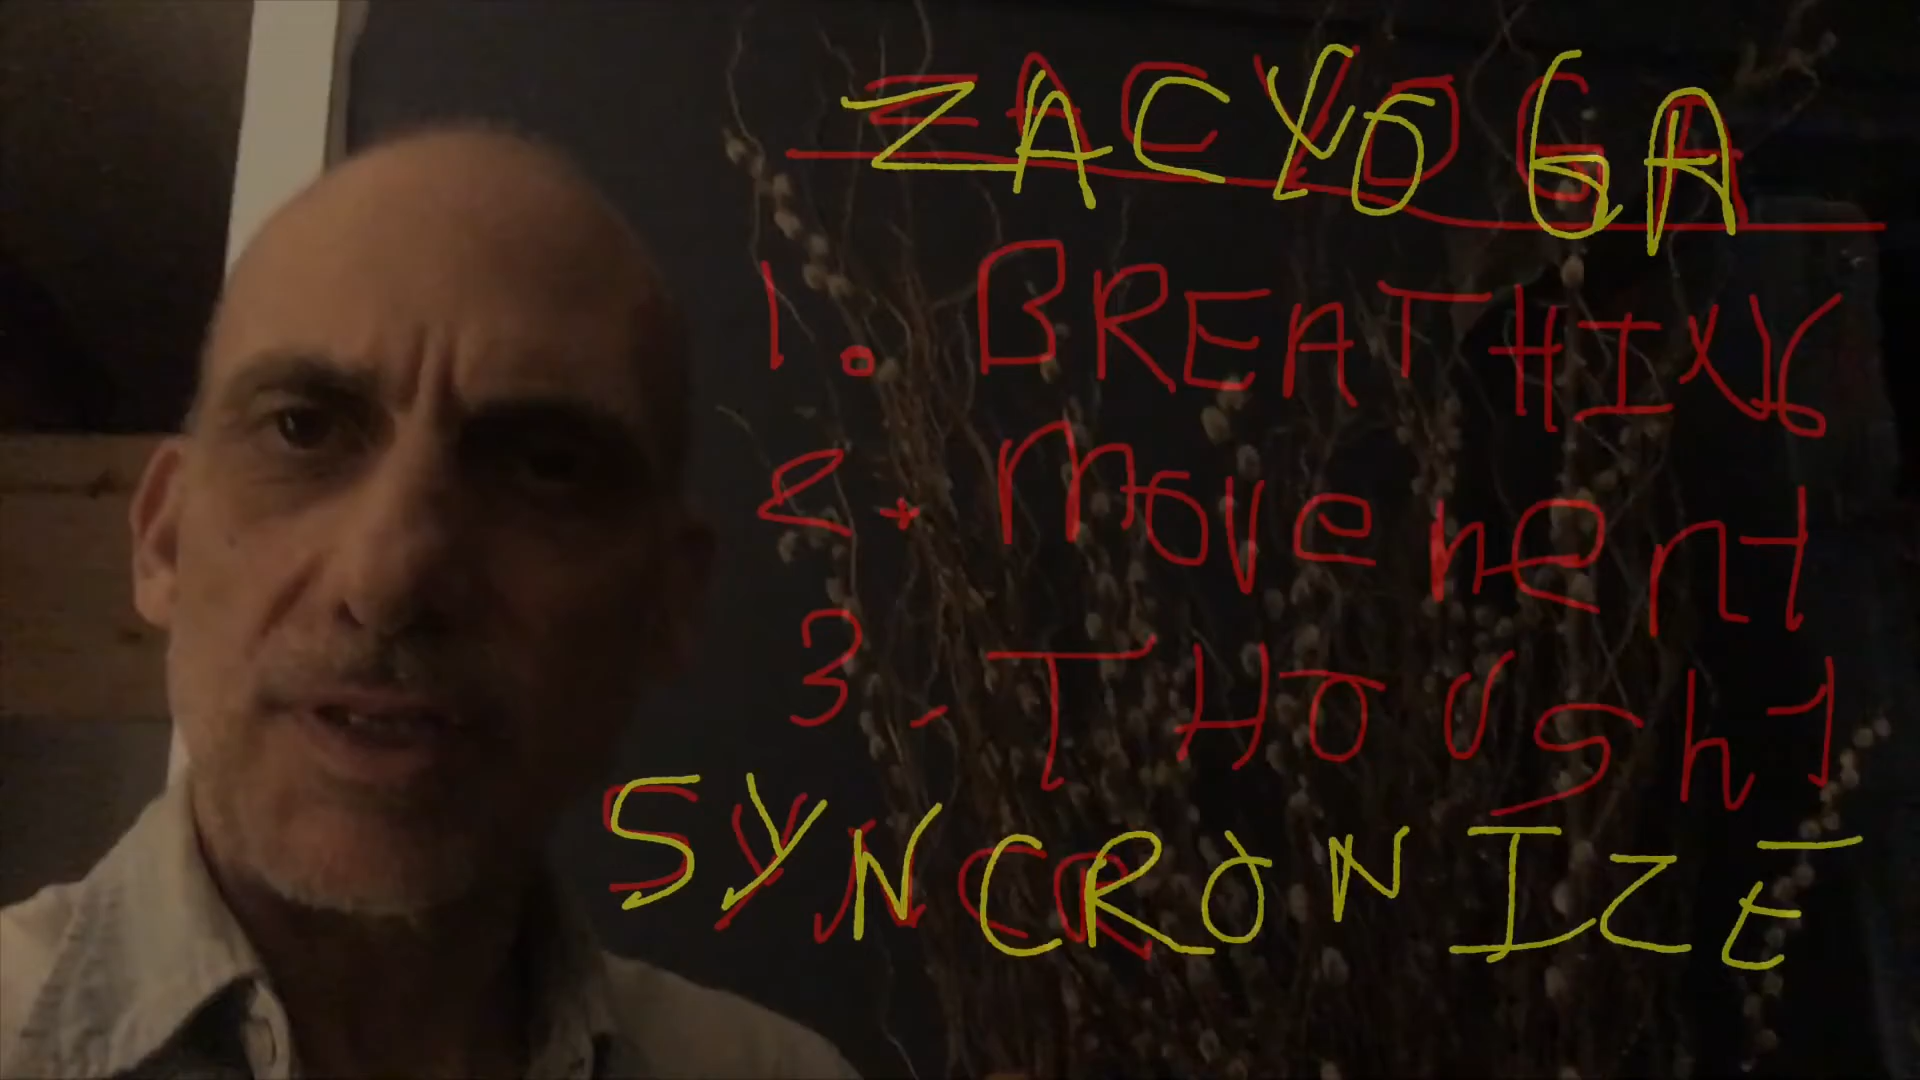 ZACYOGA
1. BREATHING
2. Movement
3. THOUGhT
SYNCRONIZE